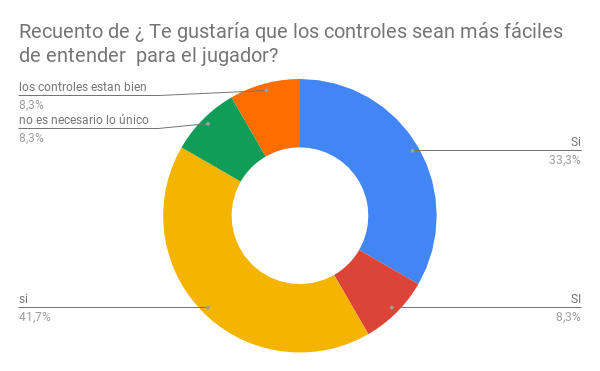 Recuento de ¿ Te gustaría que los controles sean más fáciles
de entender  para el jugador?
los controles estan bien
8,3%
no es necesario lo único
8,3%
Si
33,3%
si
41,7%
SI
8,3%